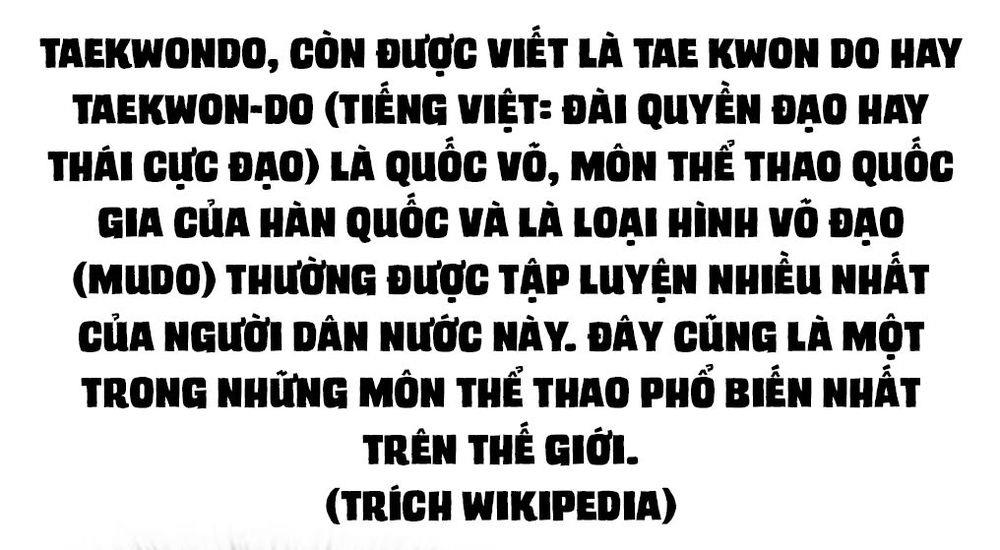 TAEKWONDO, CÒN ĐƯỢC VIẾT LÀ TAE KWON DO HAY
TAEKWON-DO (TIẾNG VIỆT: ĐÀI QUYỀN ĐẠO HAY
THÁI CỰC ĐẠO) LÀ QUỐC VÕ, MÔN THỂ THAO QUỐC
GIA CỦA HÀN QUỐC VÀ LÀ LOẠI HÌNH VÕ ĐẠO
(MUDO) THƯỜNG ĐƯỢC TẬP LUYỆN NHIỀU NHẤT
CỦA NGƯỜI DÂN NƯỚC NÀY. ĐÂY CŨNG LÀ MỘT
TRONG NHỮNG MÔN THỂ THAO PHỔ BIẾN NHẤT
TRÊN THẾ GIỚI.
(TRÍCH WIKIPEDIA)